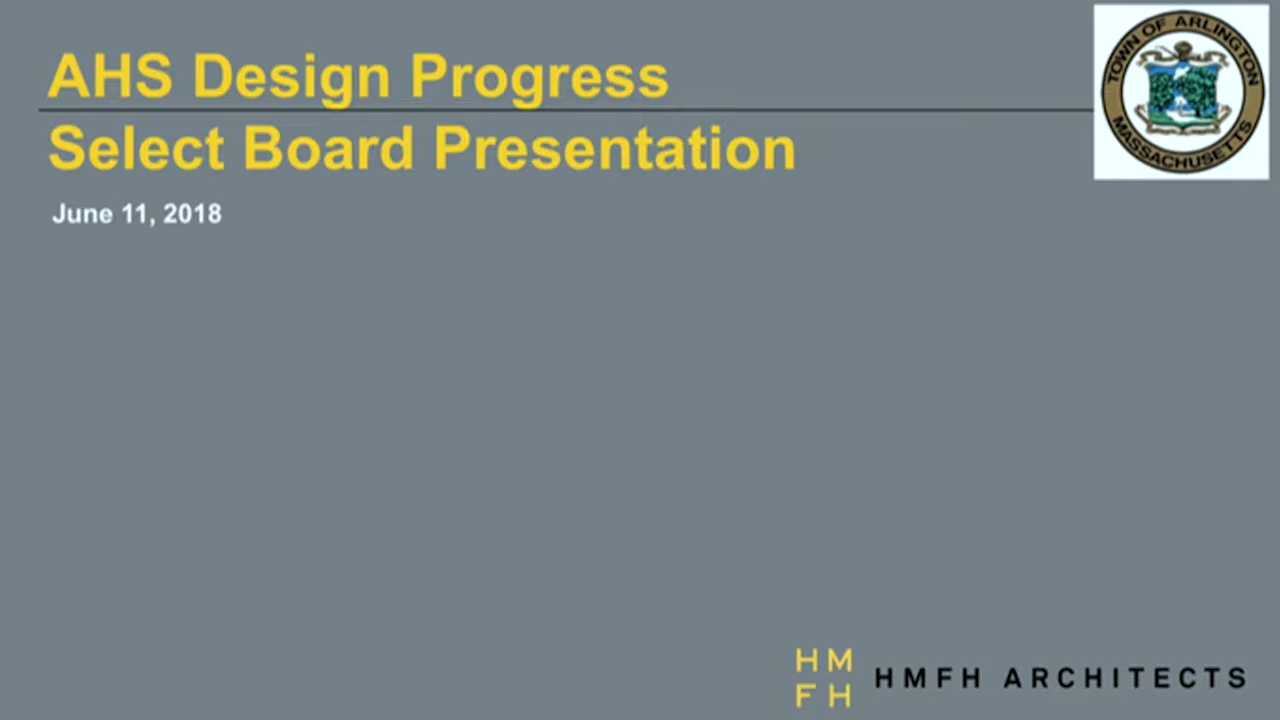 AHS Design Progress
Select Board Presentation
June 11, 2018
TOWN OF ARLINGTON
MASSACHUSETTS
HM
FH
HMFH ARCHITECTS